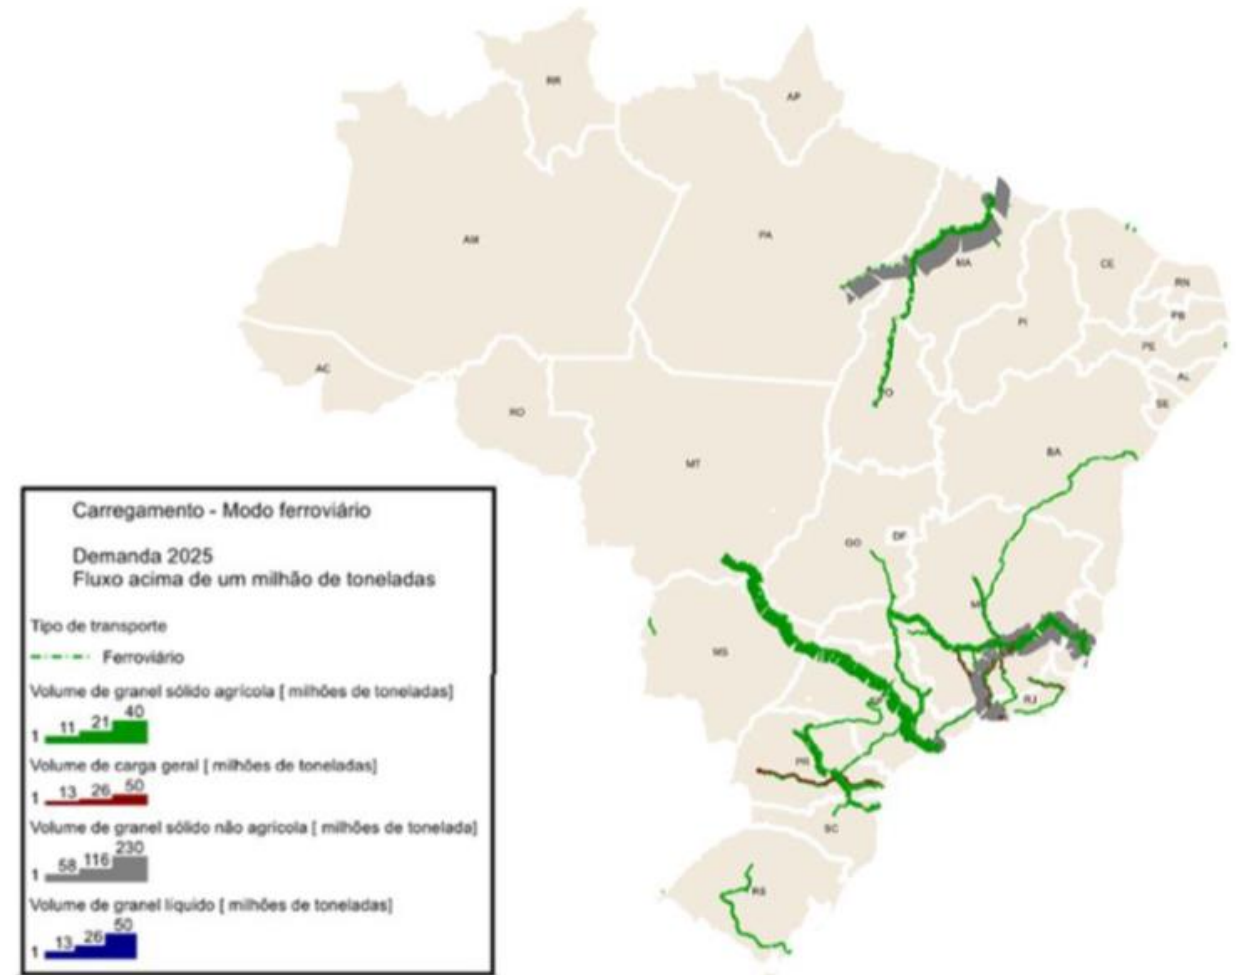 RR
AP
AM
PA
MA
CE
RN
PB
PI
PE
AL
AC
TO
SE
RO
BA
MT
GO
DF
M
MS
RJ
PR
SC
RS
Carregamento - Modo ferroviário
Demanda 2025
Fluxo acima de um milhão de toneladas
Tipo de transporte
Ferroviário
Volume de granel sólido agrícola [ milhões de toneladas]
1 11 21 40
Volume de carga geral [ milhões de toneladas]
1 13 26 50
Volume de granel sólido não agrícola [ milhões de tonelada]
1 58 116 230
Volume de granel líquido [ milhões de toneladas]
1 13 26 50